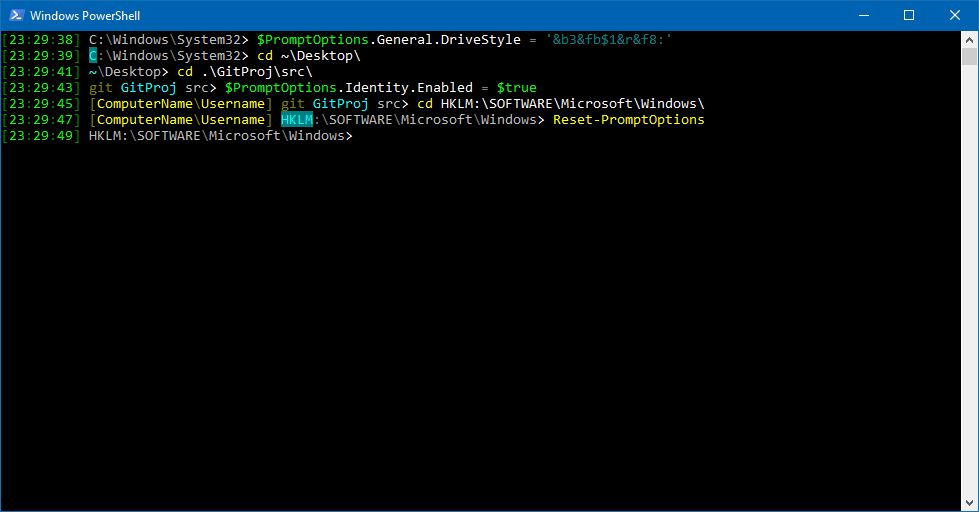 Windows PowerShell
[23:29:38] C:\Windows\System32> $PromptOptions.General.DriveStyle = '&b3&fb$1&r&f8:'
[23:29:39] C:\Windows\System32> cd ~\Desktop\
[23:29:41] ~\Desktop> cd .\GitProj\src\
[23:29:43] git GitProj src> $PromptOptions.Identity.Enabled = $true
[23:29:45] [ComputerName\Username] git GitProj src> cd HKLM:\SOFTWARE\Microsoft\Windows\
[23:29:47] [ComputerName\Username] HKLM:\SOFTWARE\Microsoft\Windows> Reset-PromptOptions
[23:29:49] HKLM:\SOFTWARE\Microsoft\Windows>